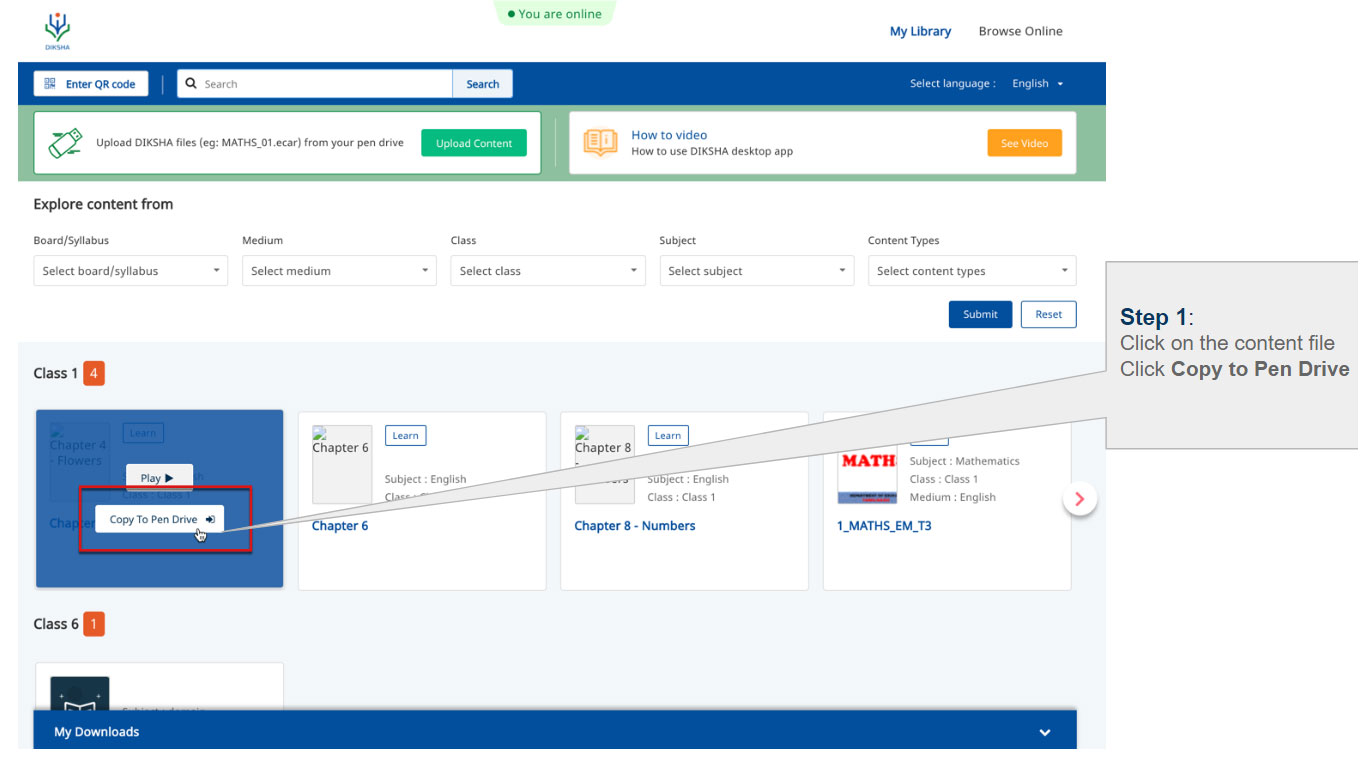 You are online
DIKSHA
My Library
Browse Online
Enter QR code
Search
Search
Select language :
English
Upload DIKSHA files (eg: MATHS_01.ecar) from your pen drive
Upload Content
How to video
How to use DIKSHA desktop app
See Video
Explore content from
Board/Syllabus
Medium
Class
Subject
Content Types
Select board/syllabus
Select medium
Select class
Select subject
Select content types
Submit
Reset
Step 1:
Click on the content file
Click Copy to Pen Drive
Class 1 4
Chapter 4
- Flowers
Learn
Play
Class : Class 1
Copy To Pen Drive
Chapter 6
Learn
Subject : English
Chapter 6
Chapter 8
-
Learn
Subject : English
Class : Class 1
Chapter 8 - Numbers
MATH
Subject : Mathematics
Class : Class 1
Medium : English
1_MATHS_EM_T3
Class 6 1
My Downloads